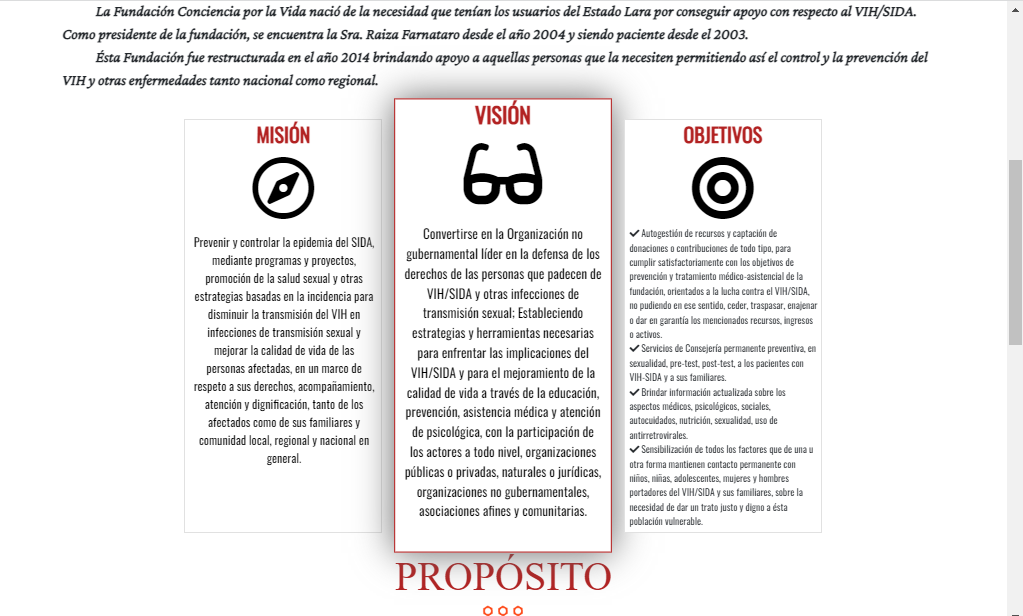 La Fundación Conciencia por la Vida nació de la necesidad que tenían los usuarios del Estado Lara por conseguir apoyo con respecto al VIH/SIDA.
Como presidente de la fundación, se encuentra la Sra. Raiza Farnataro desde el año 2004 y siendo paciente desde el 2003.
Ésta Fundación fue restructurada en el año 2014 brindando apoyo a aquellas personas que la necesiten permitiendo así el control y la prevención del
VIH y otras enfermedades tanto nacional como regional.
MISIÓN
Prevenir y controlar la epidemia del SIDA,
mediante programas y proyectos,
promoción de la salud sexual y otras
estrategias basadas en la incidencia para
disminuir la transmisión del VIH en
infecciones de transmisión sexual y
mejorar la calidad de vida de las
personas afectadas, en un marco de
respeto a sus derechos, acompañamiento,
atención y dignificación, tanto de los
afectados como de sus familiares y
comunidad local, regional y nacional en
general.
VISIÓN
Convertirse en la Organización no
gubernamental líder en la defensa de los
derechos de las personas que padecen de
VIH/SIDA y otras infecciones de
transmisión sexual; Estableciendo
estrategias y herramientas necesarias
para enfrentar las implicaciones del
VIH/SIDA y para el mejoramiento de la
calidad de vida a través de la educación,
prevención, asistencia médica y atención
de psicológica, con la participación de
los actores a todo nivel, organizaciones
públicas o privadas, naturales o jurídicas,
organizaciones no gubernamentales,
asociaciones afines y comunitarias.
OBJETIVOS
✔ Autogestión de recursos y captación de
donaciones o contribuciones de todo tipo, para
cumplir satisfactoriamente con los objetivos de
prevención y tratamiento médico-asistencial de la
fundación, orientados a la lucha contra el VIH/SIDA,
no pudiendo en ese sentido, ceder, traspasar, enajenar
o dar en garantía los mencionados recursos, ingresos
o activos.
✔ Servicios de Consejería permanente preventiva, en
sexualidad, pre-test, post-test, a los pacientes con
VIH-SIDA y a sus familiares.
✔ Brindar información actualizada sobre los
aspectos médicos, psicológicos, sociales,
autocuidados, nutrición, sexualidad, uso de
antirretrovirales.
✔ Sensibilización de todos los factores que de una u
otra forma mantienen contacto permanente con
niños, niñas, adolescentes, mujeres y hombres
portadores del VIH/SIDA y sus familiares, sobre la
necesidad de dar un trato justo y digno a ésta
población vulnerable.
PROPÓSITO